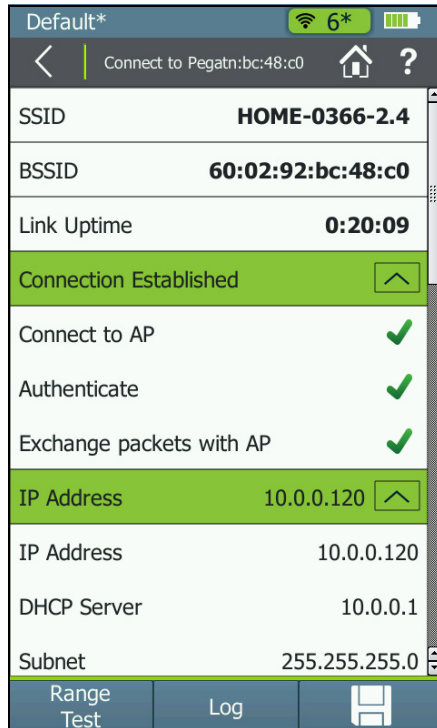 Default* 6*
Connect to Pegatn:bc:48:c0 ?
SSID HOME-0366-2.4
BSSID 60:02:92:bc:48:c0
Link Uptime 0:20:09
Connection Established
Connect to AP
Authenticate
Exchange packets with AP
IP Address 10.0.0.120
IP Address 10.0.0.120
DHCP Server 10.0.0.1
Subnet 255.255.255.0
Range
Test
Log